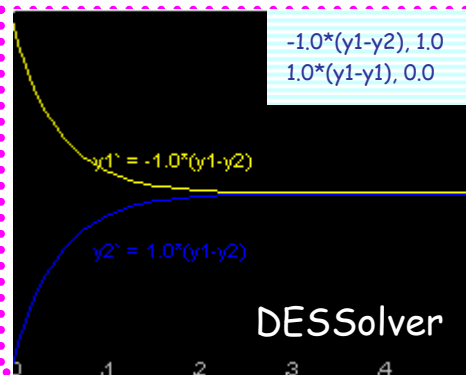 -1.0*(y1-y2), 1.0
1.0*(y1-y1), 0.0
y1` = -1.0*(y1-y2)
y2` = 1.0*(y1-y2)
DESSolver
0 .1 .2 .3 .4